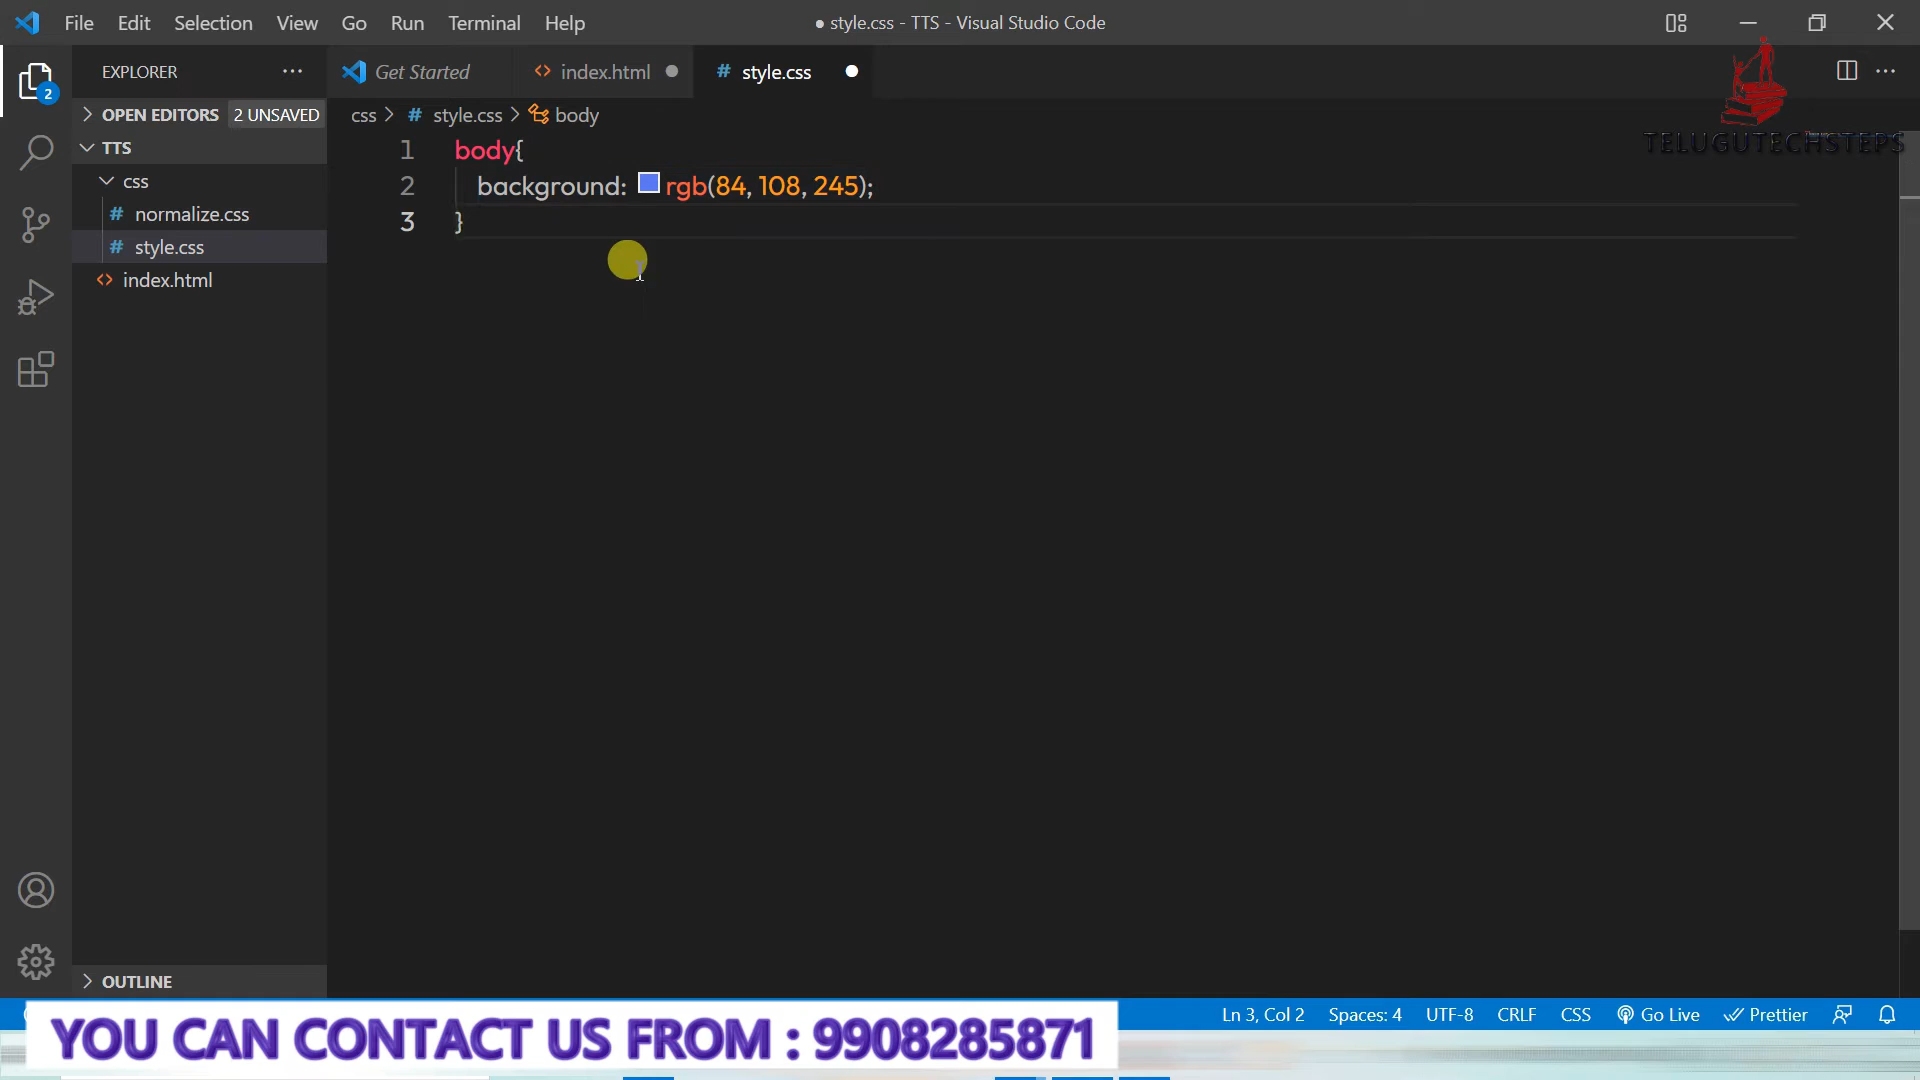 File Edit Selection View Go Run Terminal Help
● style.css - TTS - Visual Studio Code
EXPLORER
Get Started
index.html
# style.css
TELUGUTECHSTEPS
2
OPEN EDITORS 2 UNSAVED
TTS
css
# normalize.css
# style.css
index.html
css > # style.css > body
1 body{
2 background: rgb(84, 108, 245);
3 }
OUTLINE
Ln 3, Col 2 Spaces: 4 UTF-8 CRLF CSS Go Live Prettier
YOU CAN CONTACT US FROM : 9908285871